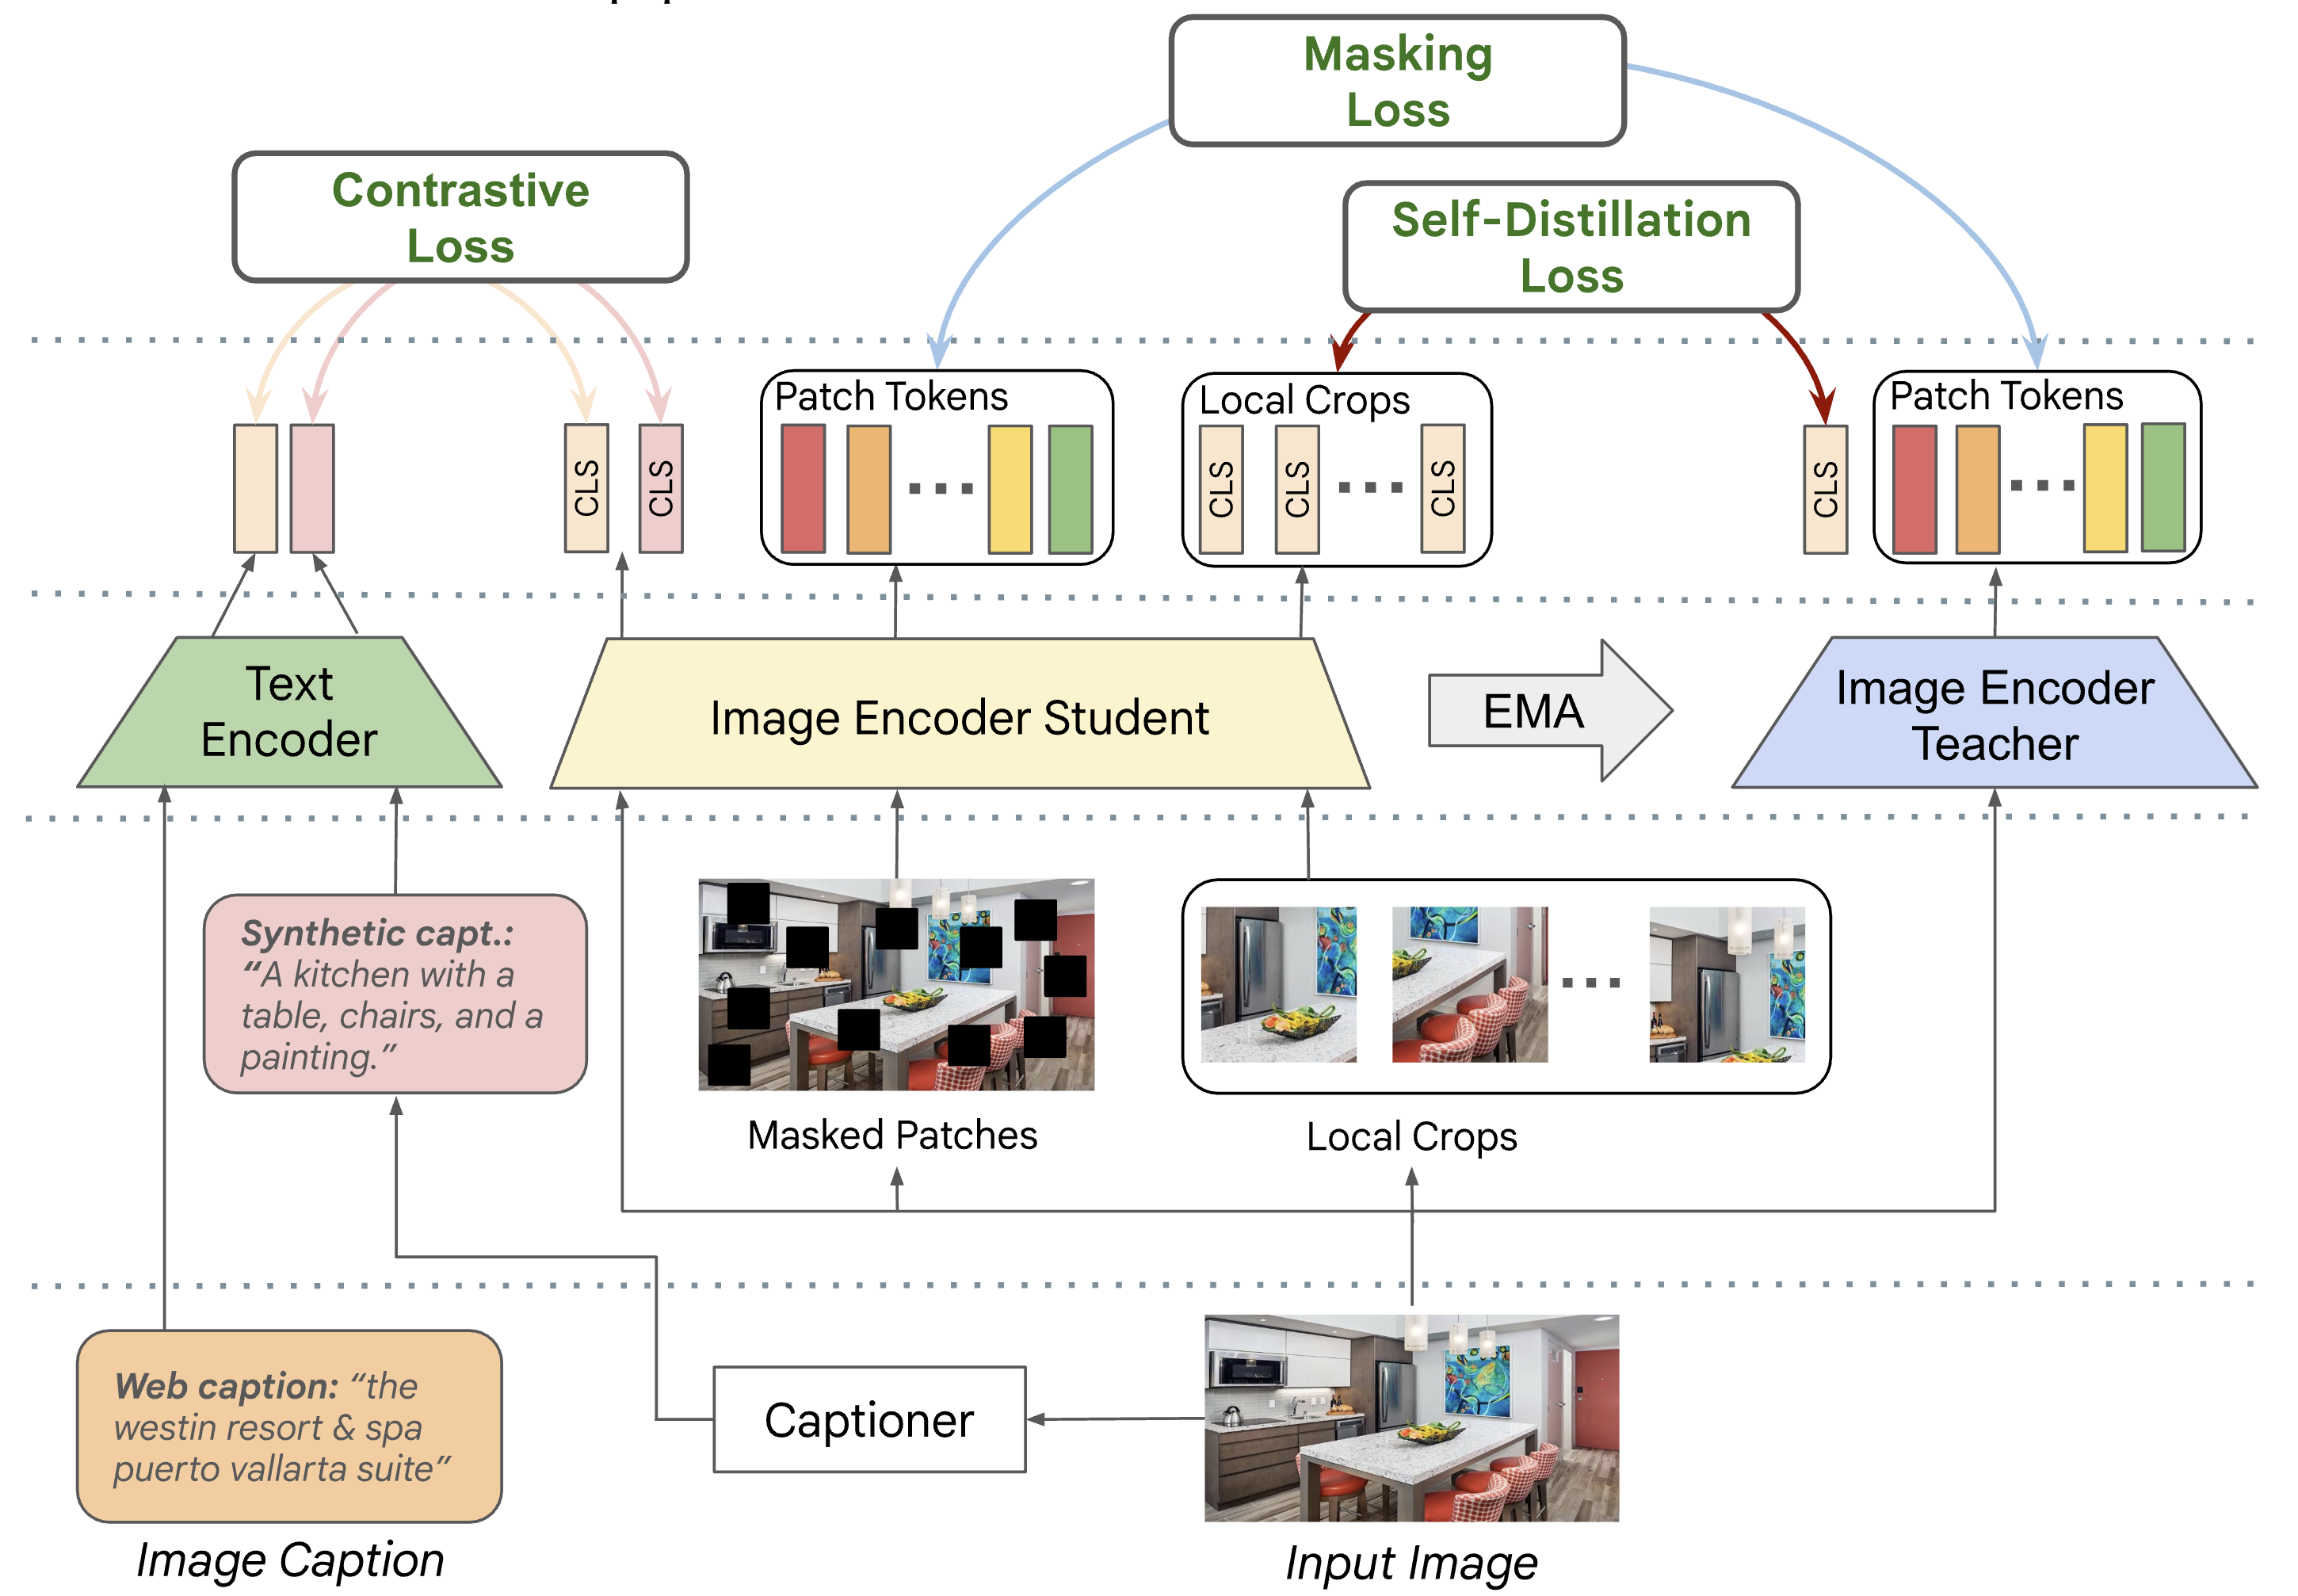 Masking
Loss
Contrastive
Loss
Self-Distillation
Loss
CLS
CLS
Patch Tokens
Local Crops
CLS
CLS
CLS
CLS
Patch Tokens
Text
Encoder
Image Encoder Student
EMA
Image Encoder
Teacher
Synthetic capt.:
“A kitchen with a
table, chairs, and a
painting.”
Masked Patches
Local Crops
Web caption: “the
westin resort & spa
puerto vallarta suite”
Captioner
Image Caption
Input Image